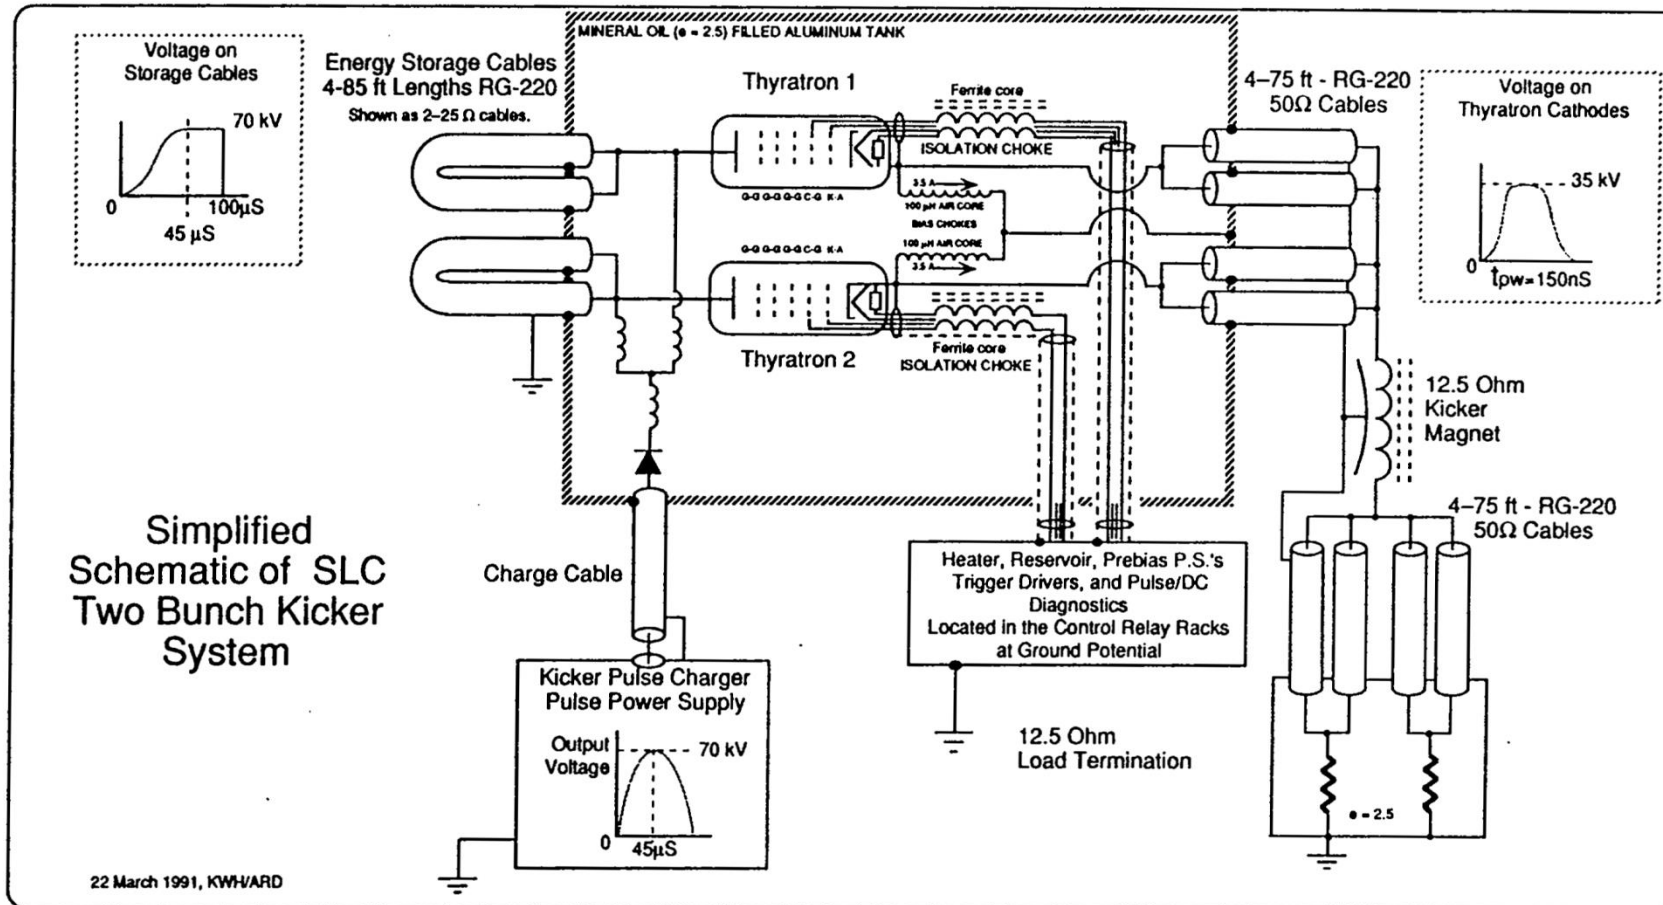 MINERAL OIL (e = 2.5) FILLED ALUMINUM TANK
Voltage on
Storage Cables
70 kV
0
100µS
45 µS
Energy Storage Cables
4-85 ft Lengths RG-220
Shown as 2–25 Ω cables.
Thyratron 1
Ferrite core
ISOLATION CHOKE
G-G G-G G-G C-G K-A
3.5 A
100 µH AIR CORE
BIAS CHOKES
100 µH AIR CORE
3.5 A
G-G G-G G-G C-G K-A
Thyratron 2
Ferrite core
ISOLATION CHOKE
4–75 ft - RG-220
50Ω Cables
Voltage on
Thyratron Cathodes
35 kV
0
tpw=150nS
12.5 Ohm
Kicker
Magnet
4–75 ft - RG-220
50Ω Cables
Simplified
Schematic of SLC
Two Bunch Kicker
System
Charge Cable
Kicker Pulse Charger
Pulse Power Supply
Output
Voltage
70 kV
0
45µS
Heater, Reservoir, Prebias P.S.'s
Trigger Drivers, and Pulse/DC
Diagnostics
Located in the Control Relay Racks
at Ground Potential
12.5 Ohm
Load Termination
e = 2.5
22 March 1991, KWH/ARD